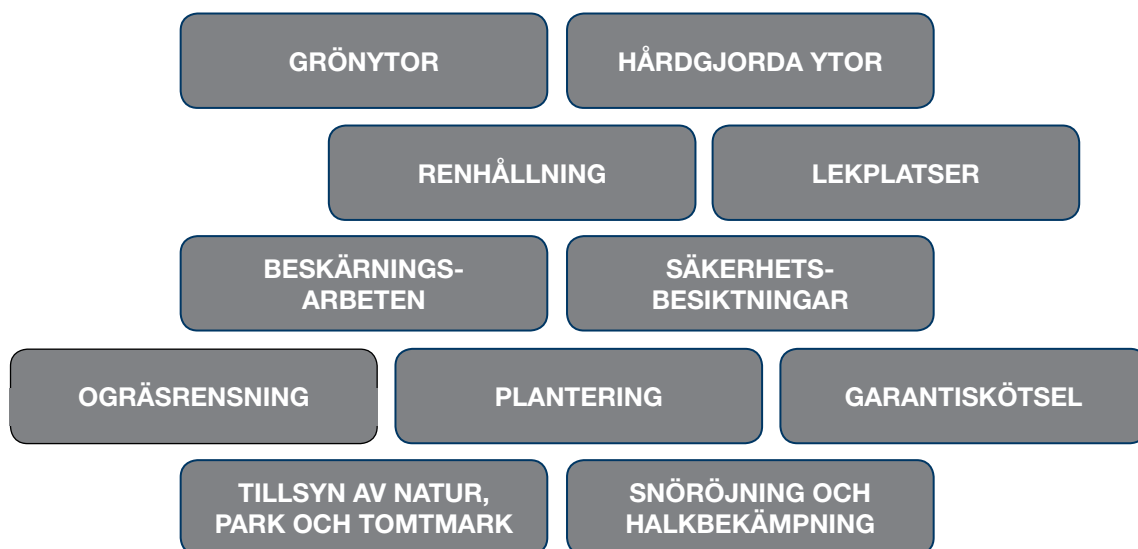 GRÖNYTOR
HÅRDGJORDA YTOR
RENHÅLLNING
LEKPLATSER
BESKÄRNINGS-
ARBETEN
SÄKERHETS-
BESIKTNINGAR
OGRÄSRENSNING
PLANTERING
GARANTISKÖTSEL
TILLSYN AV NATUR,
PARK OCH TOMTMARK
SNÖRÖJNING OCH
HALKBEKÄMPNING